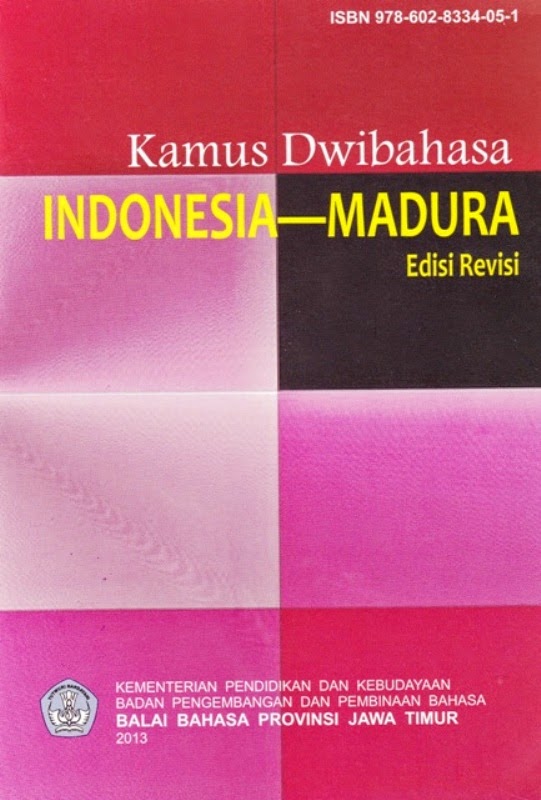 ISBN 978-602-8334-05-1
Kamus Dwibahasa
INDONESIA—MADURA
Edisi Revisi
KEMENTERIAN PENDIDIKAN DAN KEBUDAYAAN
BADAN PENGEMBANGAN DAN PEMBINAAN BAHASA
BALAI BAHASA PROVINSI JAWA TIMUR
2013